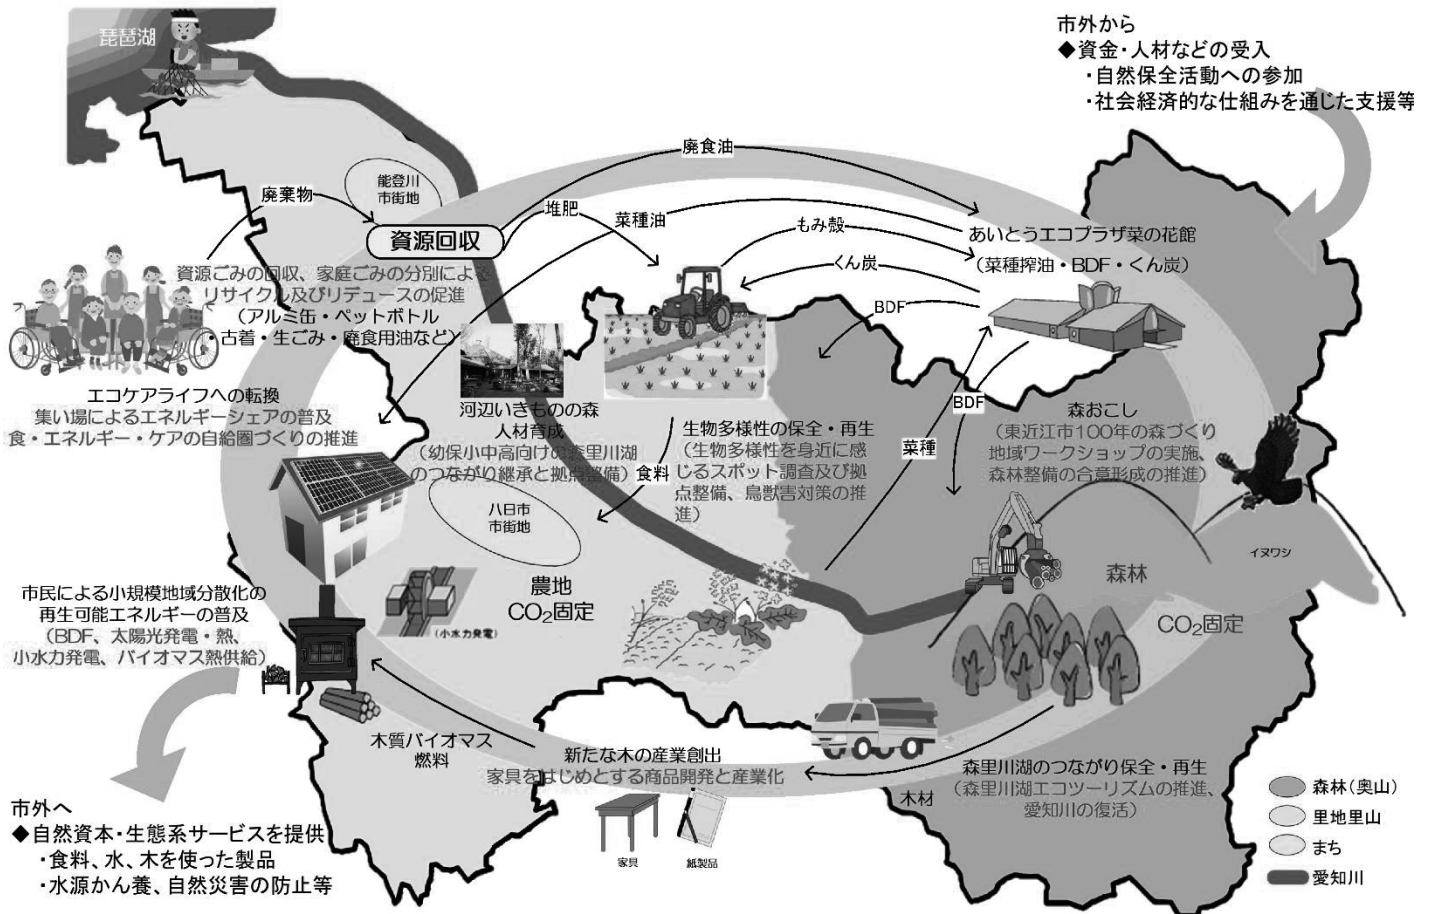 琵琶湖
市外から
◆資金・人材などの受入
・自然保全活動への参加
・社会経済的な仕組みを通じた支援等
廃食油
能登川
市街地
廃棄物
堆肥
菜種油
もみ殻
資源回収
あいとうエコプラザ菜の花館
（菜種搾油・BDF・くん炭）
くん炭
資源ごみの回収、家庭ごみの分別による
リサイクル及びリデュースの促進
（アルミ缶・ペットボトル
・古着・生ごみ・廃食用油など）
BDF
エコケアライフへの転換
集い場によるエネルギーシェアの普及
食・エネルギー・ケアの自給圏づくりの推進
河辺いきものの森
人材育成
（幼保小中高向けの森里川湖
のつながり継承と拠点整備）
食料
生物多様性の保全・再生
（生物多様性を身近に感
じるスポット調査及び拠
点整備、鳥獣害対策の推
進）
菜種
BDF
森おこし
（東近江市100年の森づくり
地域ワークショップの実施、
森林整備の合意形成の推進）
八日市
市街地
イヌワシ
森林
CO₂固定
農地
CO₂固定
（小水力発電）
市民による小規模地域分散化の
再生可能エネルギーの普及
（BDF、太陽光発電・熱、
小水力発電、バイオマス熱供給）
木質バイオマス
燃料
新たな木の産業創出
家具をはじめとする商品開発と産業化
家具
紙製品
木材
森里川湖のつながり保全・再生
（森里川湖エコツーリズムの推進、
愛知川の復活）
市外へ
◆自然資本・生態系サービスを提供
・食料、水、木を使った製品
・水源かん養、自然災害の防止等
森林（奥山）
里地里山
まち
愛知川